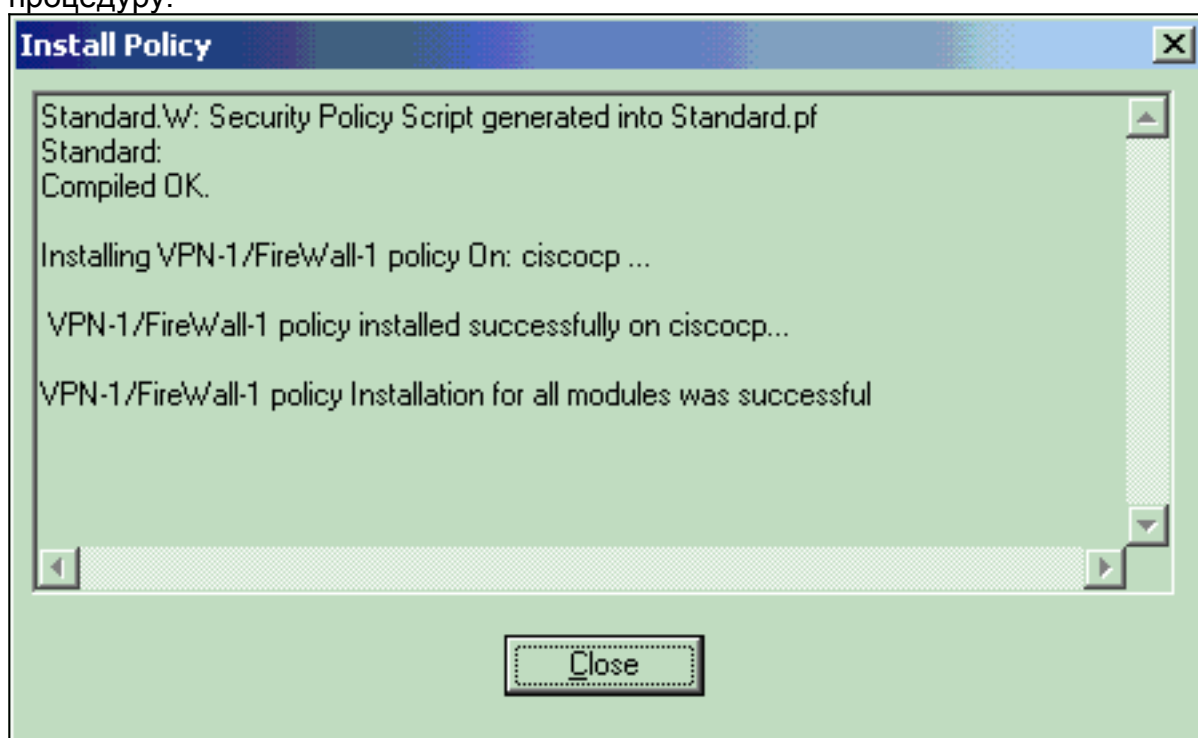 процедуру.
Install Policy
Standard.W: Security Policy Script generated into Standard.pf
Standard:
Compiled OK.
Installing VPN-1/FireWall-1 policy On: ciscocp ...
VPN-1/FireWall-1 policy installed successfully on ciscocp...
VPN-1/FireWall-1 policy Installation for all modules was successful
Close